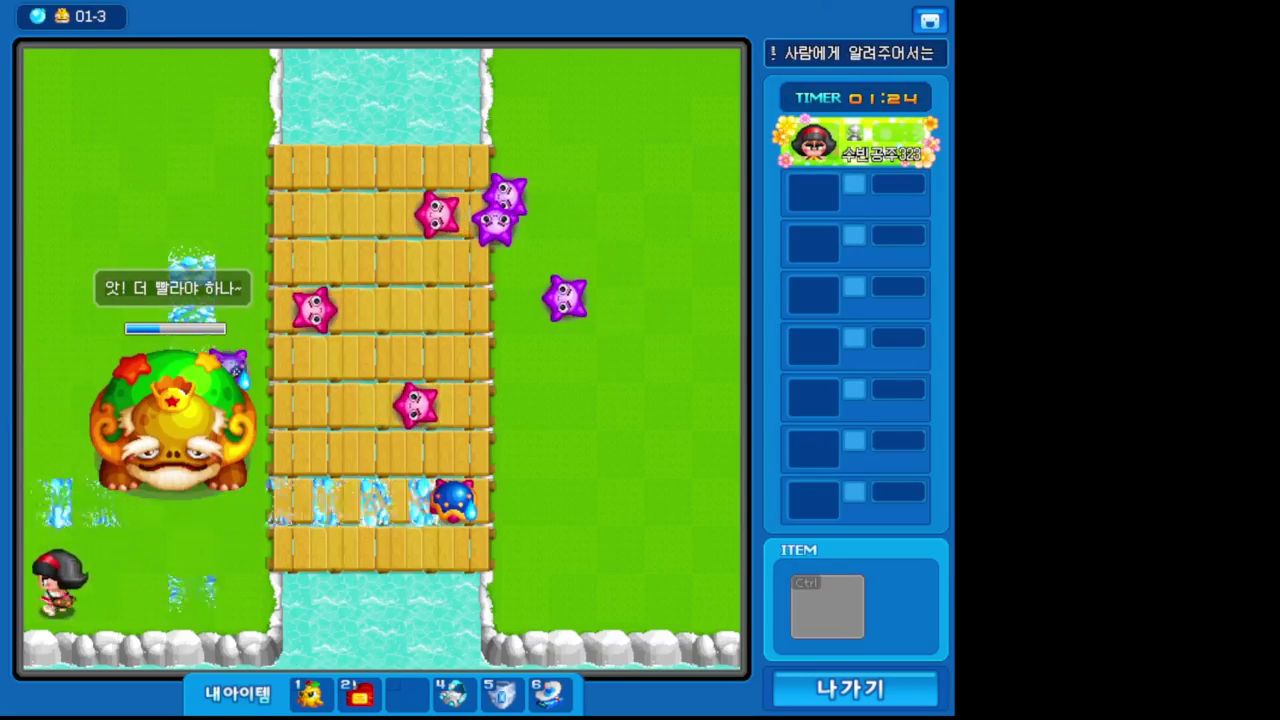 01-3
! 사람에게 알려주어서는
TIMER 01:24
수빈공주323
앗! 더 빨라야 하나~
ITEM
Ctrl
내아이템
1
2
4
5
6
나가기